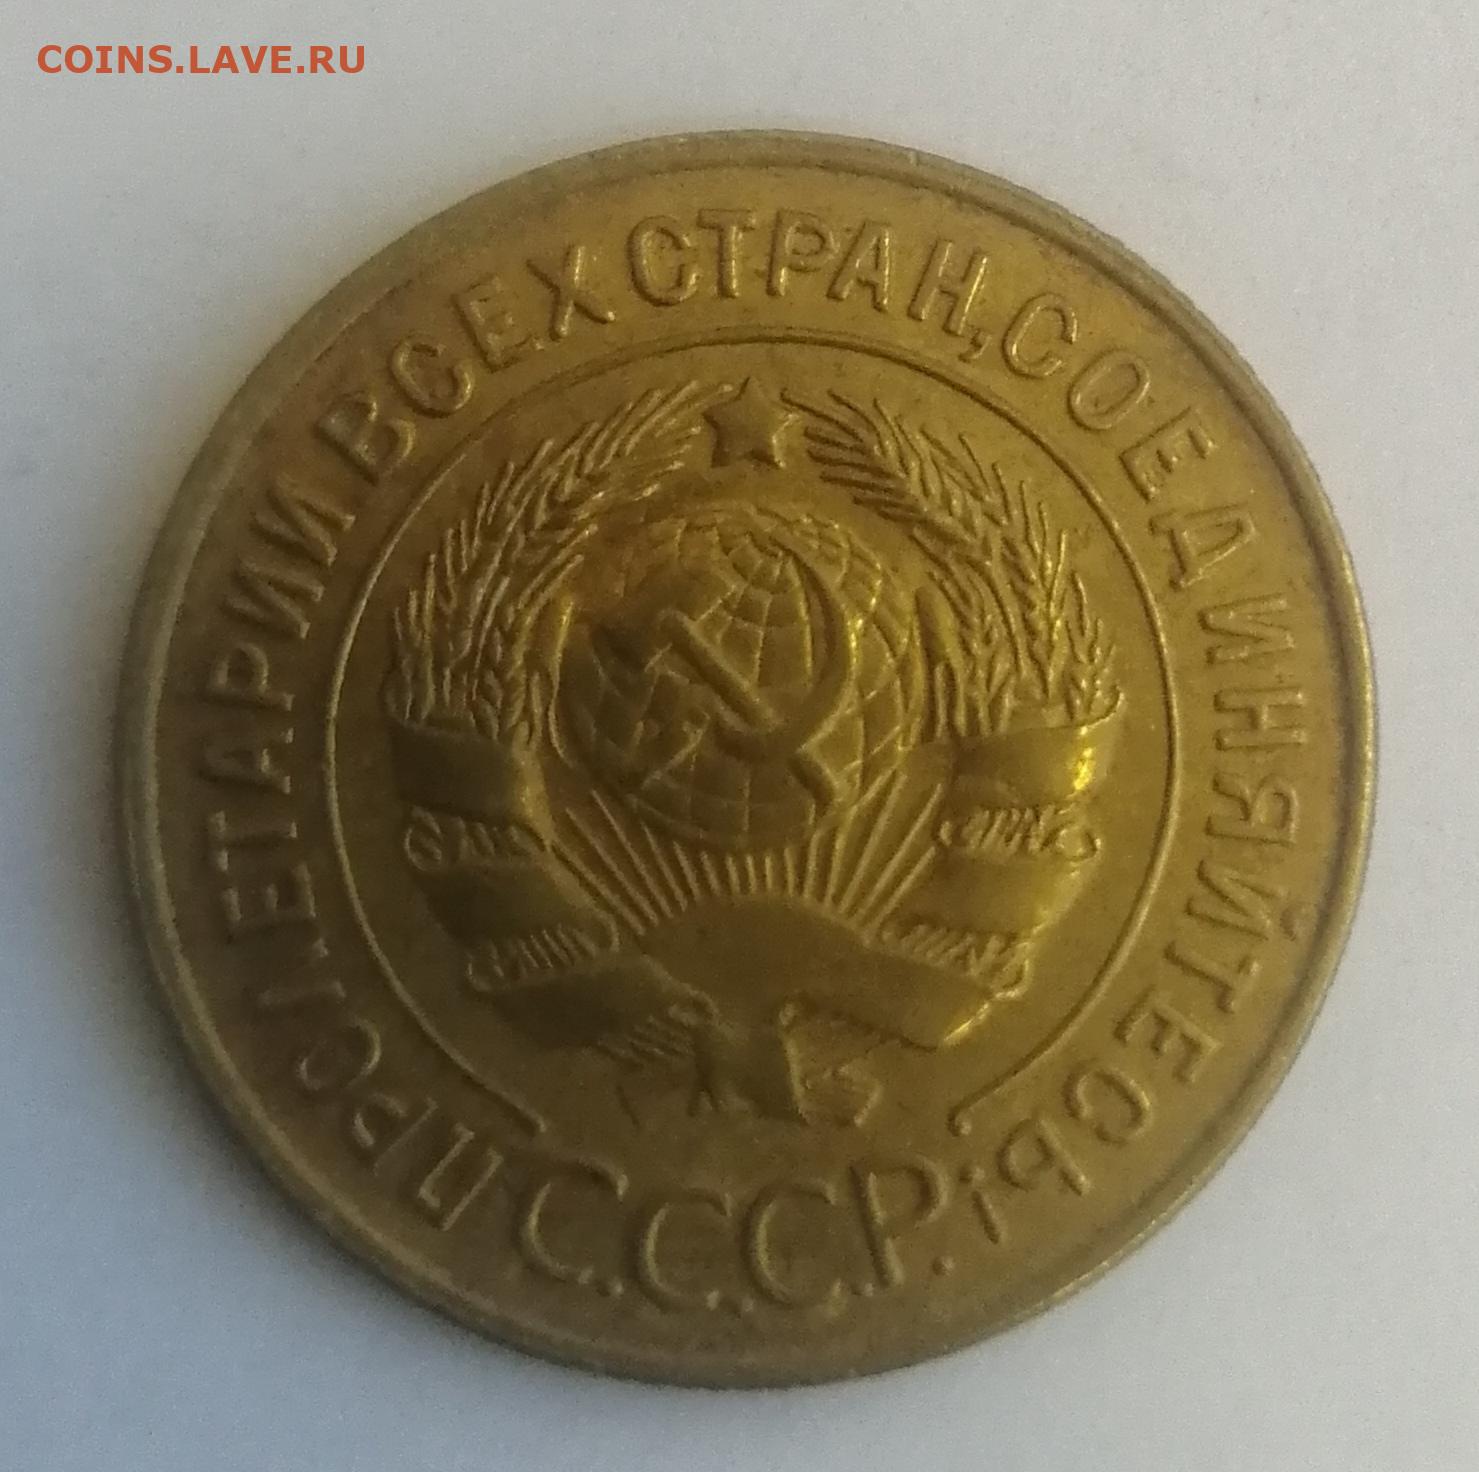 COINS.LAVE.RU
ПРОЛЕТАРИИ ВСЕХ СТРАН, СОЕДИНЯЙТЕСЬ!
С.С.С.Р.